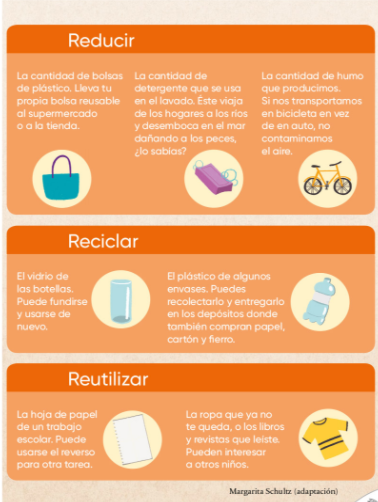 Reducir
La cantidad de bolsas
de plástico. Lleva tu
propia bolsa reusable
al supermercado
o a la tienda.
La cantidad de
detergente que se usa
en el lavado. Éste viaja
de los hogares a los ríos
y desemboca en el mar
dañando a los peces,
¿lo sabías?
La cantidad de humo
que producimos.
Si nos transportamos
en bicicleta en vez
de en auto, no
contaminamos
el aire.
Reciclar
El vidrio de
las botellas.
Puede fundirse
y usarse de
nuevo.
El plástico de algunos
envases. Puedes
recolectarlo y entregarlo
en los depósitos donde
también compran papel,
cartón y fierro.
Reutilizar
La hoja de papel
de un trabajo
escolar. Puede
usarse el reverso
para otra tarea.
La ropa que ya no
te queda, o los libros
y revistas que leíste.
Pueden interesar
a otros niños.
Margarita Schultz (adaptación)